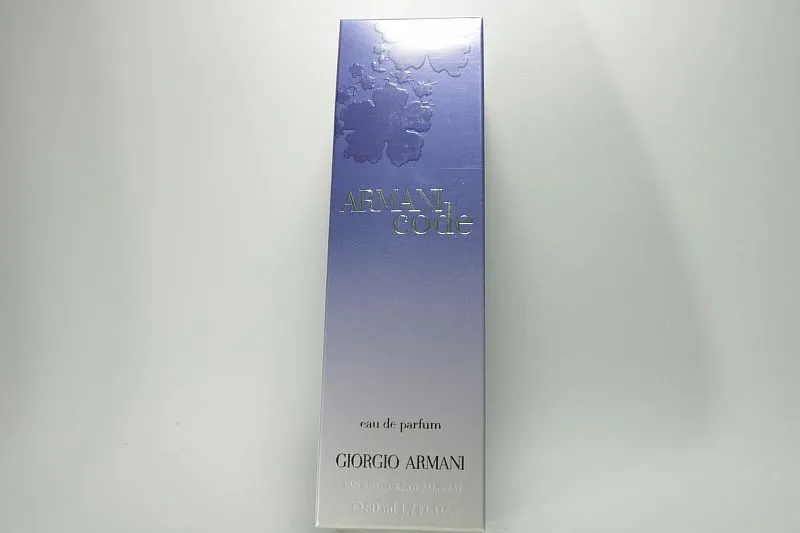 ARMANI
code
eau de parfum
GIORGIO ARMANI